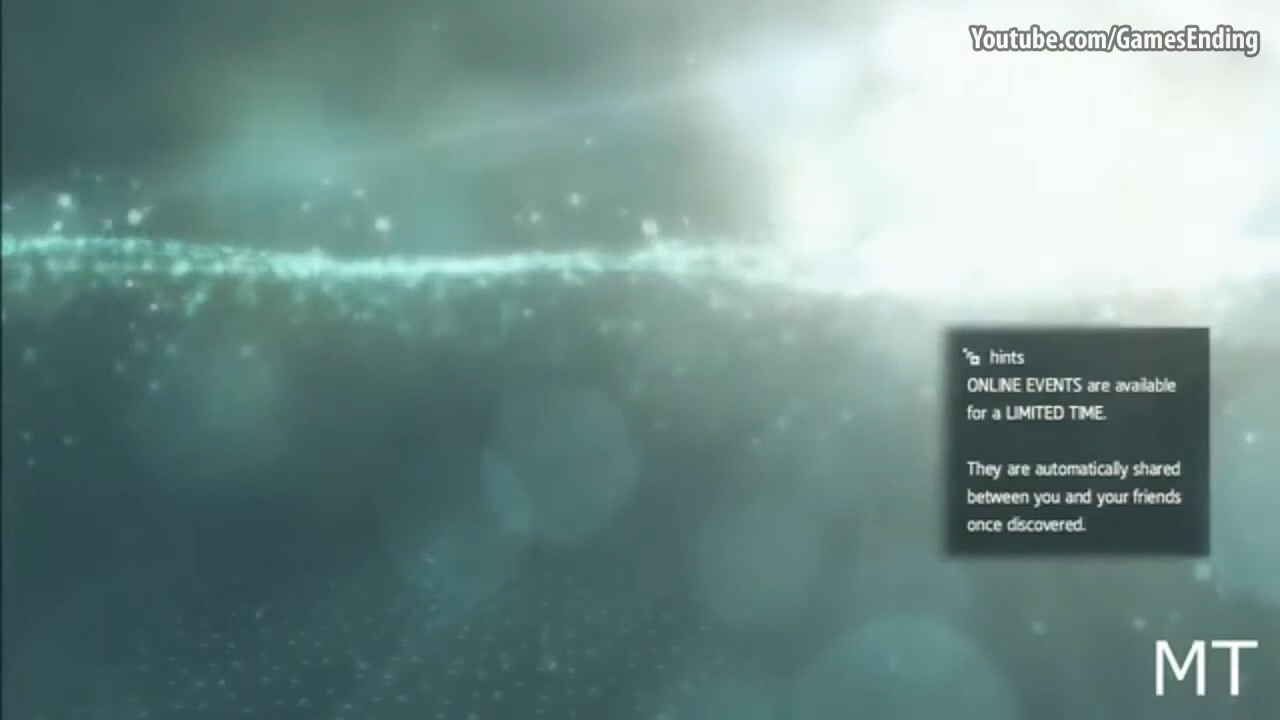 Youtube.com/GamesEnding
hints
ONLINE EVENTS are available
for a LIMITED TIME.
They are automatically shared
between you and your friends
once discovered.
MT